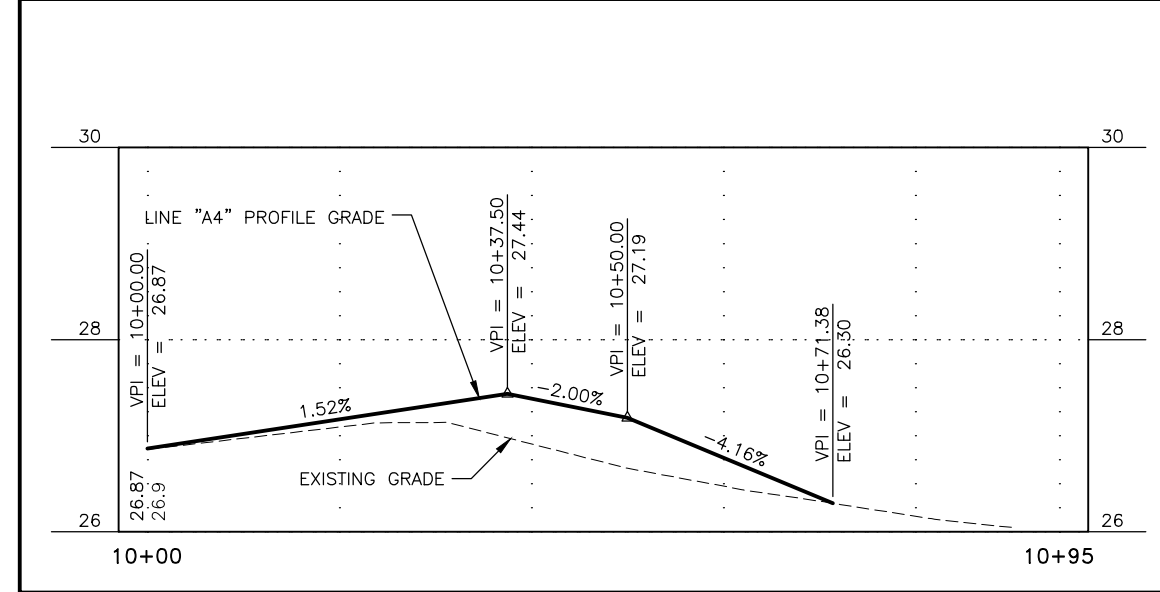 30
30
LINE "A4" PROFILE GRADE
VPI = 10+00.00
ELEV = 26.87
VPI = 10+37.50
ELEV = 27.44
VPI = 10+50.00
ELEV = 27.19
VPI = 10+71.38
ELEV = 26.30
28
28
1.52%
-2.00%
-4.16%
EXISTING GRADE
26.87
26.9
26
26
10+00
10+95